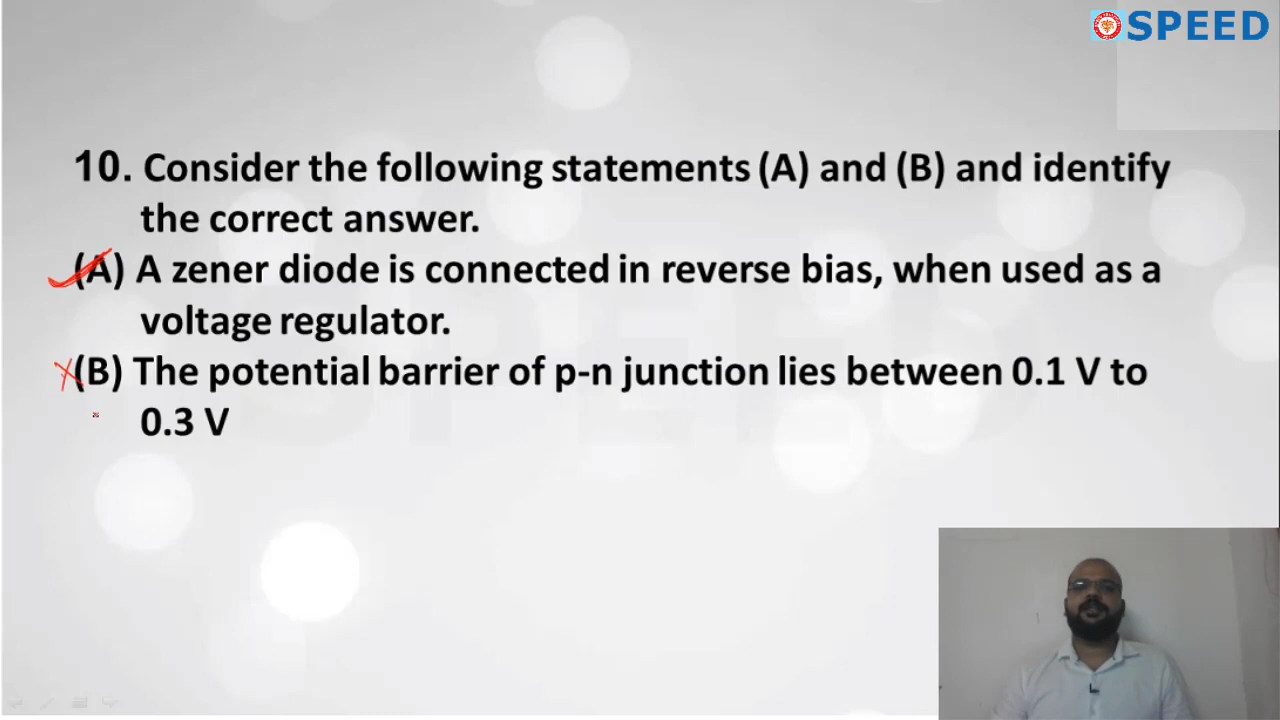 SPEED
10. Consider the following statements (A) and (B) and identify
the correct answer.
(A) A zener diode is connected in reverse bias, when used as a
voltage regulator.
(B) The potential barrier of p-n junction lies between 0.1 V to
0.3 V